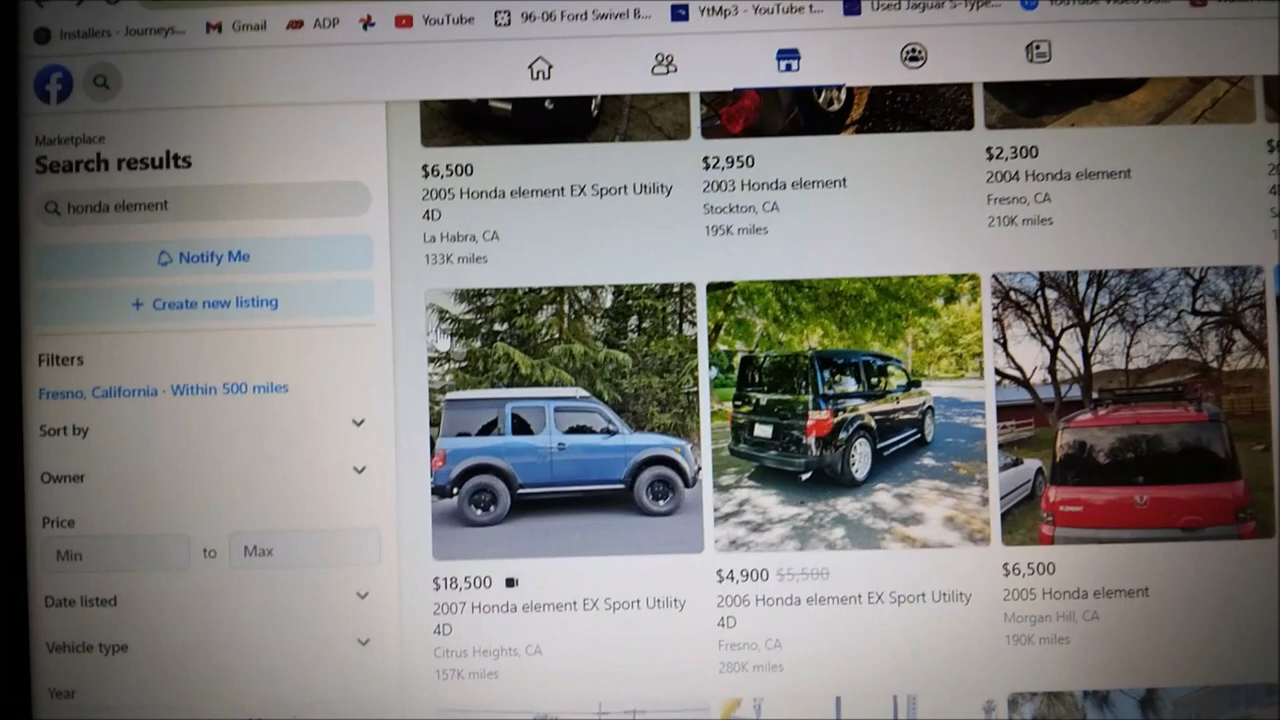 Installers - Journeys...
Gmail
ADP
YouTube
96-06 Ford Swivel B...
YtMp3 - YouTube t...
Used Jaguar S-Type...
Marketplace
Search results
honda element
Notify Me
+ Create new listing
Filters
Fresno, California · Within 500 miles
Sort by
Owner
Price
Min
to
Max
Date listed
Vehicle type
Year
$6,500
2005 Honda element EX Sport Utility
4D
La Habra, CA
133K miles
$2,950
2003 Honda element
Stockton, CA
195K miles
$2,300
2004 Honda element
Fresno, CA
210K miles
$18,500
2007 Honda element EX Sport Utility
4D
Citrus Heights, CA
157K miles
$4,900 $5,500
2006 Honda element EX Sport Utility
4D
Fresno, CA
280K miles
ELEMENT
$6,500
2005 Honda element
Morgan Hill, CA
190K miles